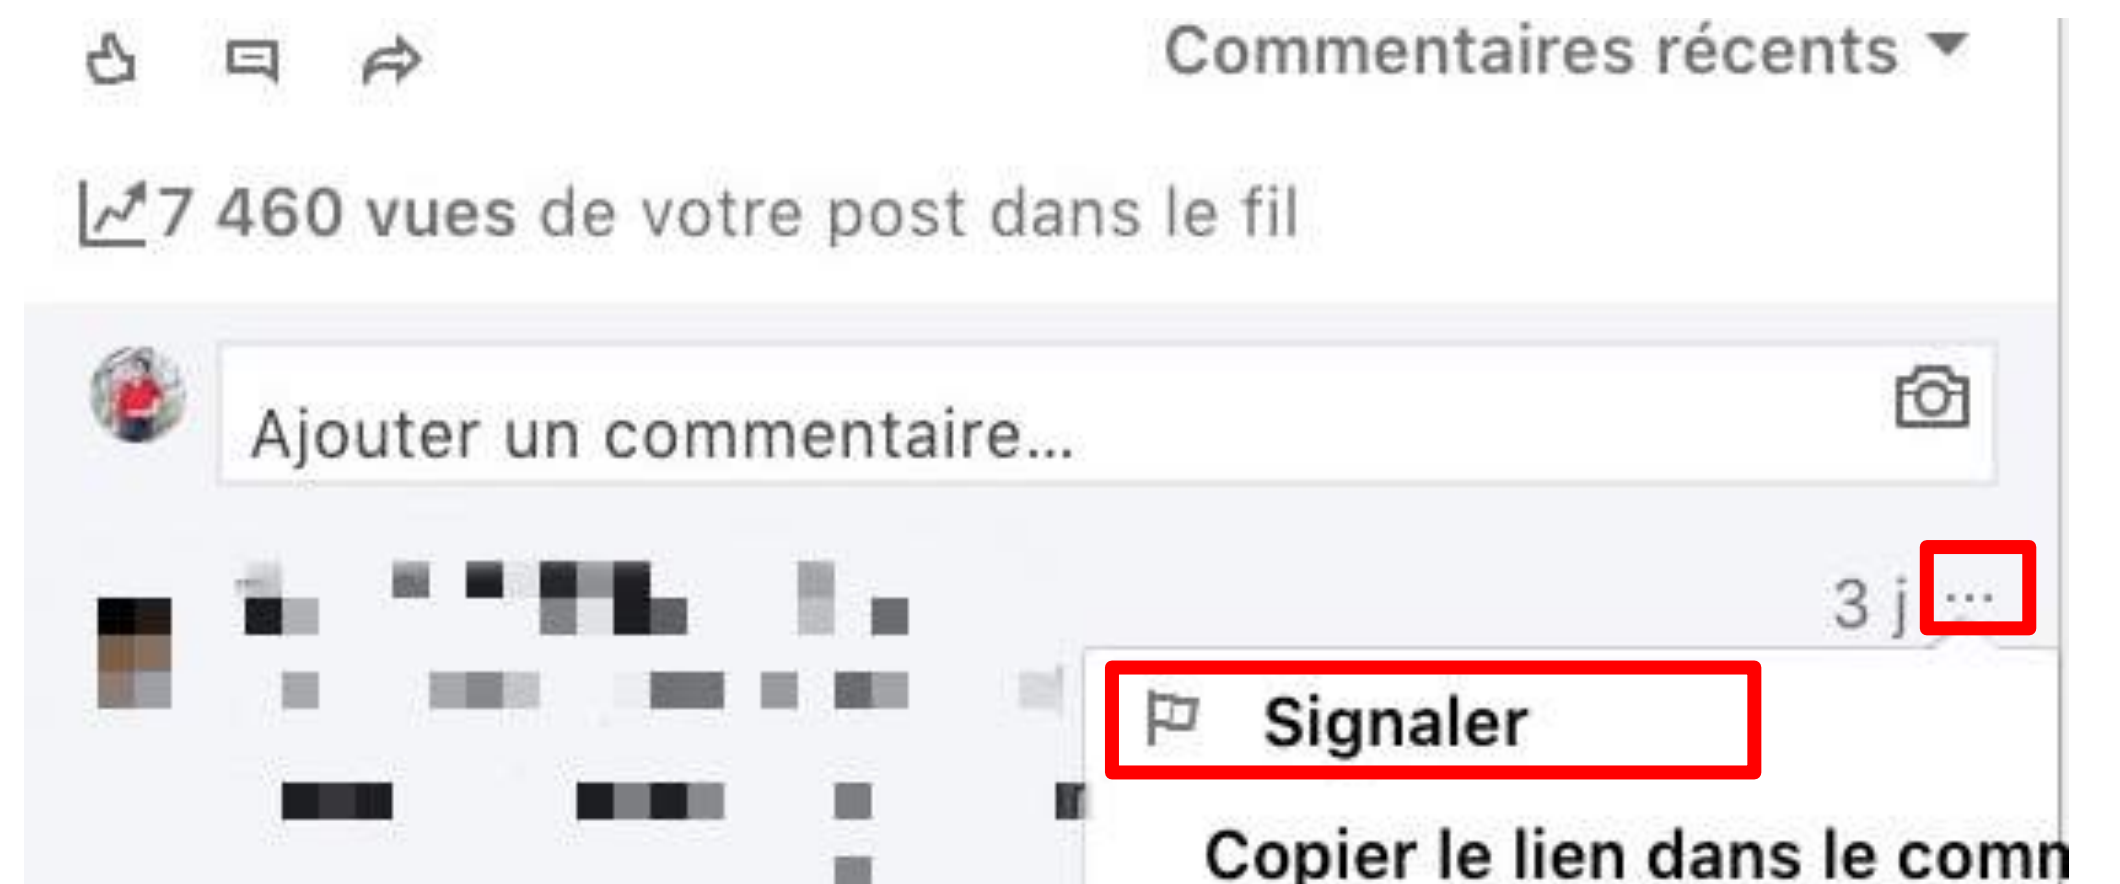 Commentaires récents
7 460 vues de votre post dans le fil
Ajouter un commentaire...
3 j ...
Signaler
Copier le lien dans le comm